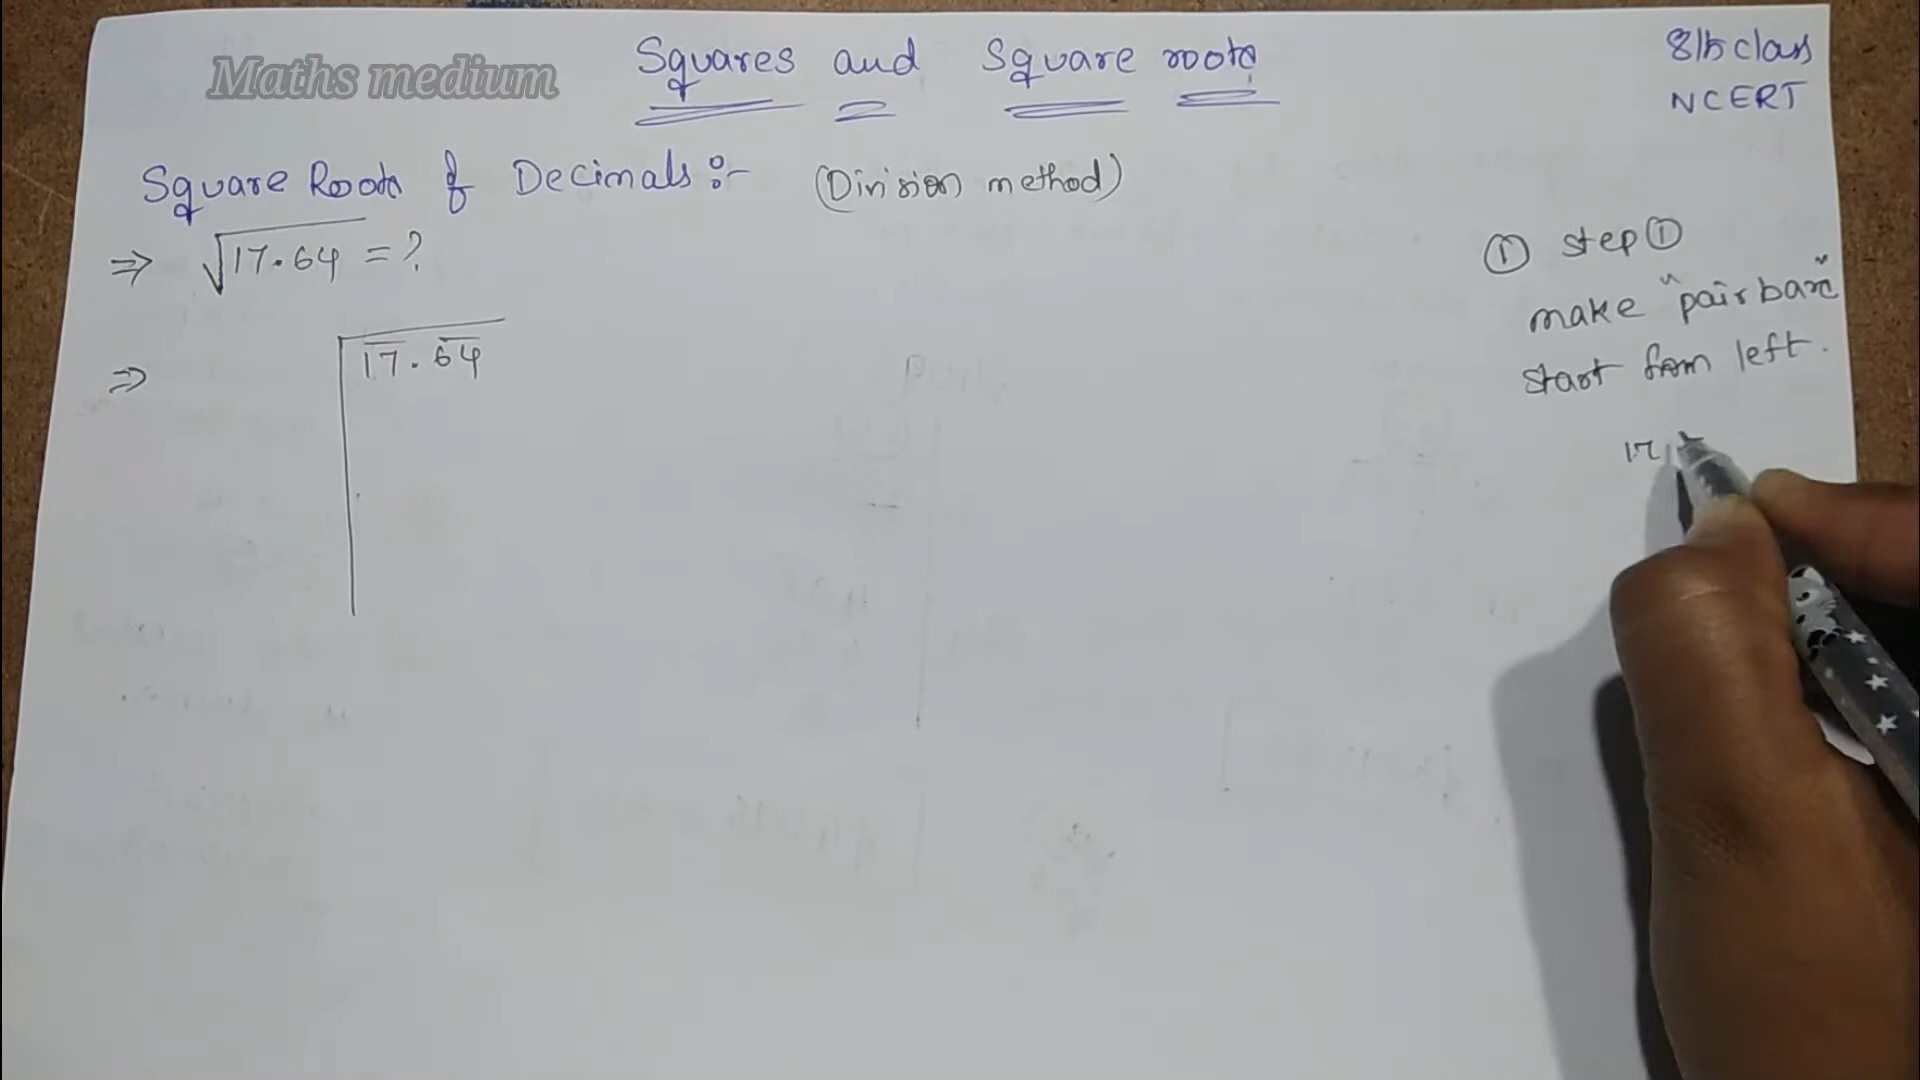 Maths medium
Squares and Square roots
8th class
NCERT
Square Roots of Decimals :-
(Division method)
⇒ √17.64 = ?
① step ①
make "pair bars"
start from left.
⇒ 17.64
17